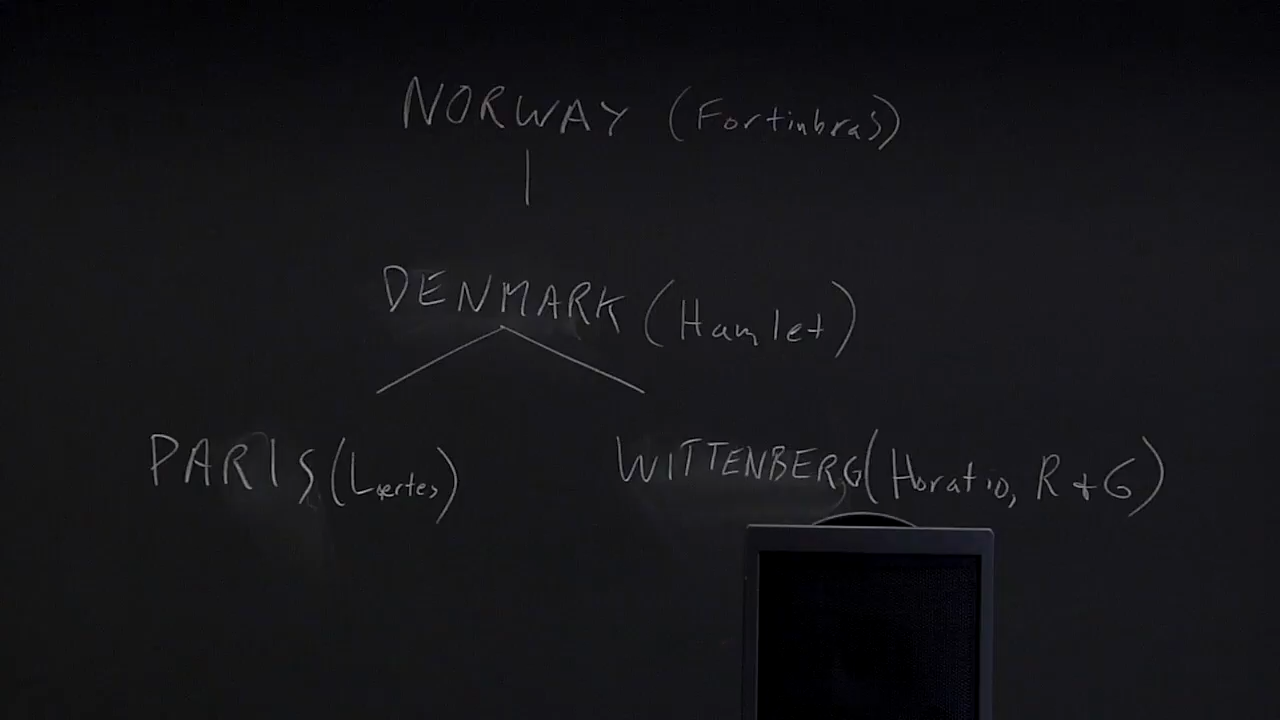 NORWAY (Fortinbras)
DENMARK (Hamlet)
PARIS (Laertes)
WITTENBERG (Horatio, R + G)